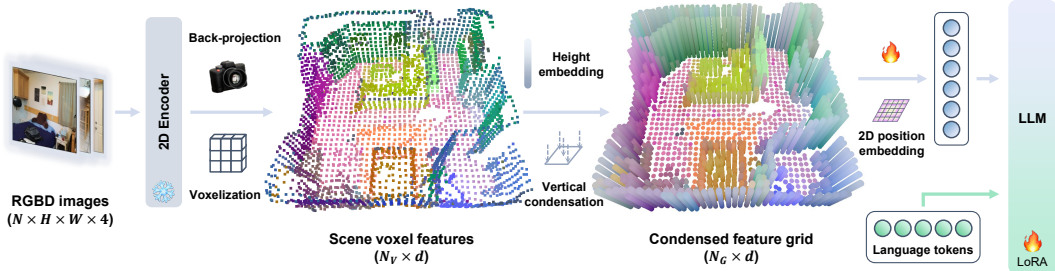 RGBD images
(N × H × W × 4)
2D Encoder
Back-projection
Voxelization
Scene voxel features
(N_V × d)
Height
embedding
Vertical
condensation
Condensed feature grid
(N_G × d)
2D position
embedding
Language tokens
LLM
LoRA